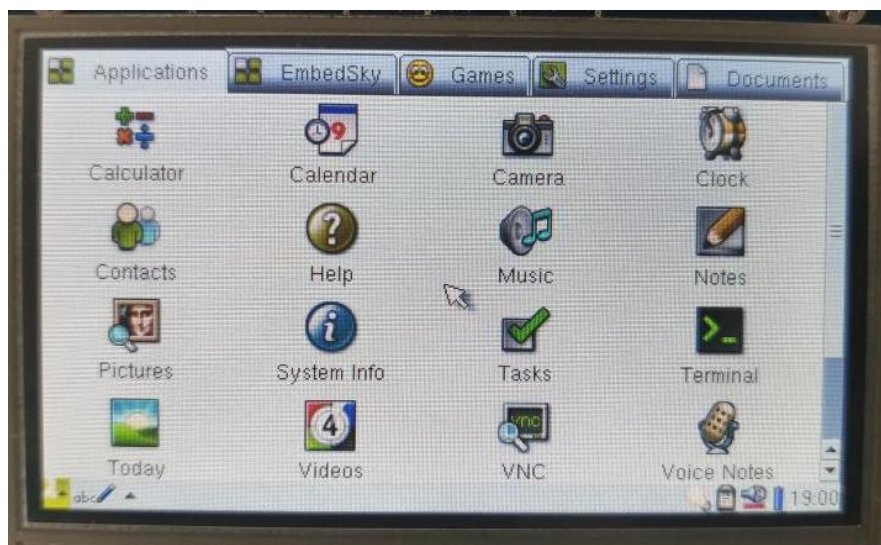 Applications EmbedSky Games Settings Documents
Calculator Calendar Camera Clock
Contacts Help Music Notes
Pictures System Info Tasks Terminal
Today Videos VNC Voice Notes
abc 19:00